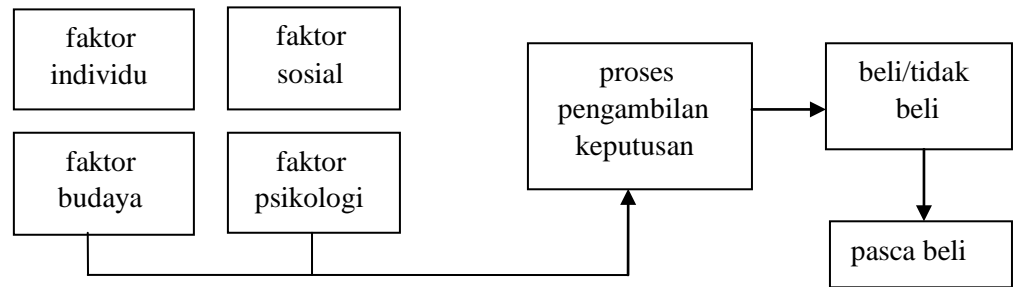 faktor
individu
faktor
sosial
faktor
budaya
faktor
psikologi
proses
pengambilan
keputusan
beli/tidak
beli
pasca beli